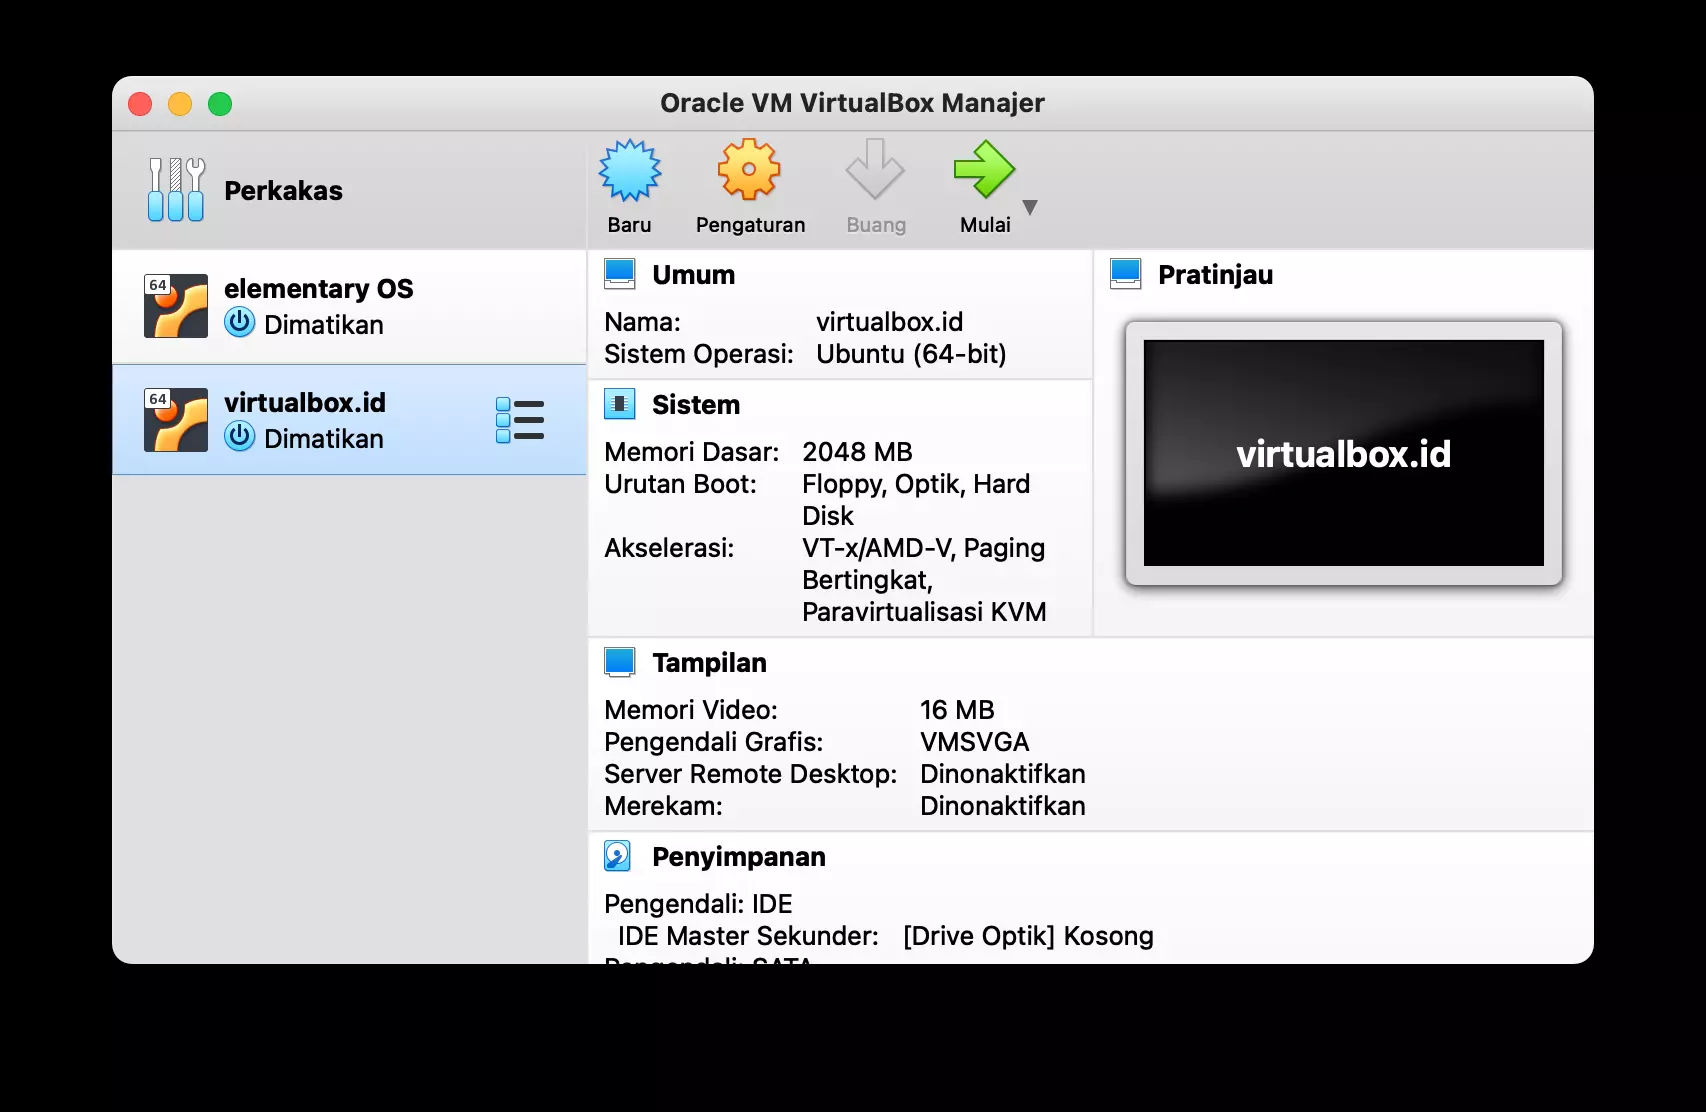 Oracle VM VirtualBox Manajer
Perkakas
Baru
Pengaturan
Buang
Mulai
64
elementary OS
Dimatikan
64
virtualbox.id
Dimatikan
Umum
Nama: virtualbox.id
Sistem Operasi: Ubuntu (64-bit)
Sistem
Memori Dasar: 2048 MB
Urutan Boot: Floppy, Optik, Hard
Disk
Akselerasi: VT-x/AMD-V, Paging
Bertingkat,
Paravirtualisasi KVM
Pratinjau
virtualbox.id
Tampilan
Memori Video: 16 MB
Pengendali Grafis: VMSVGA
Server Remote Desktop: Dinonaktifkan
Merekam: Dinonaktifkan
Penyimpanan
Pengendali: IDE
IDE Master Sekunder: [Drive Optik] Kosong
Pengendali: SATA